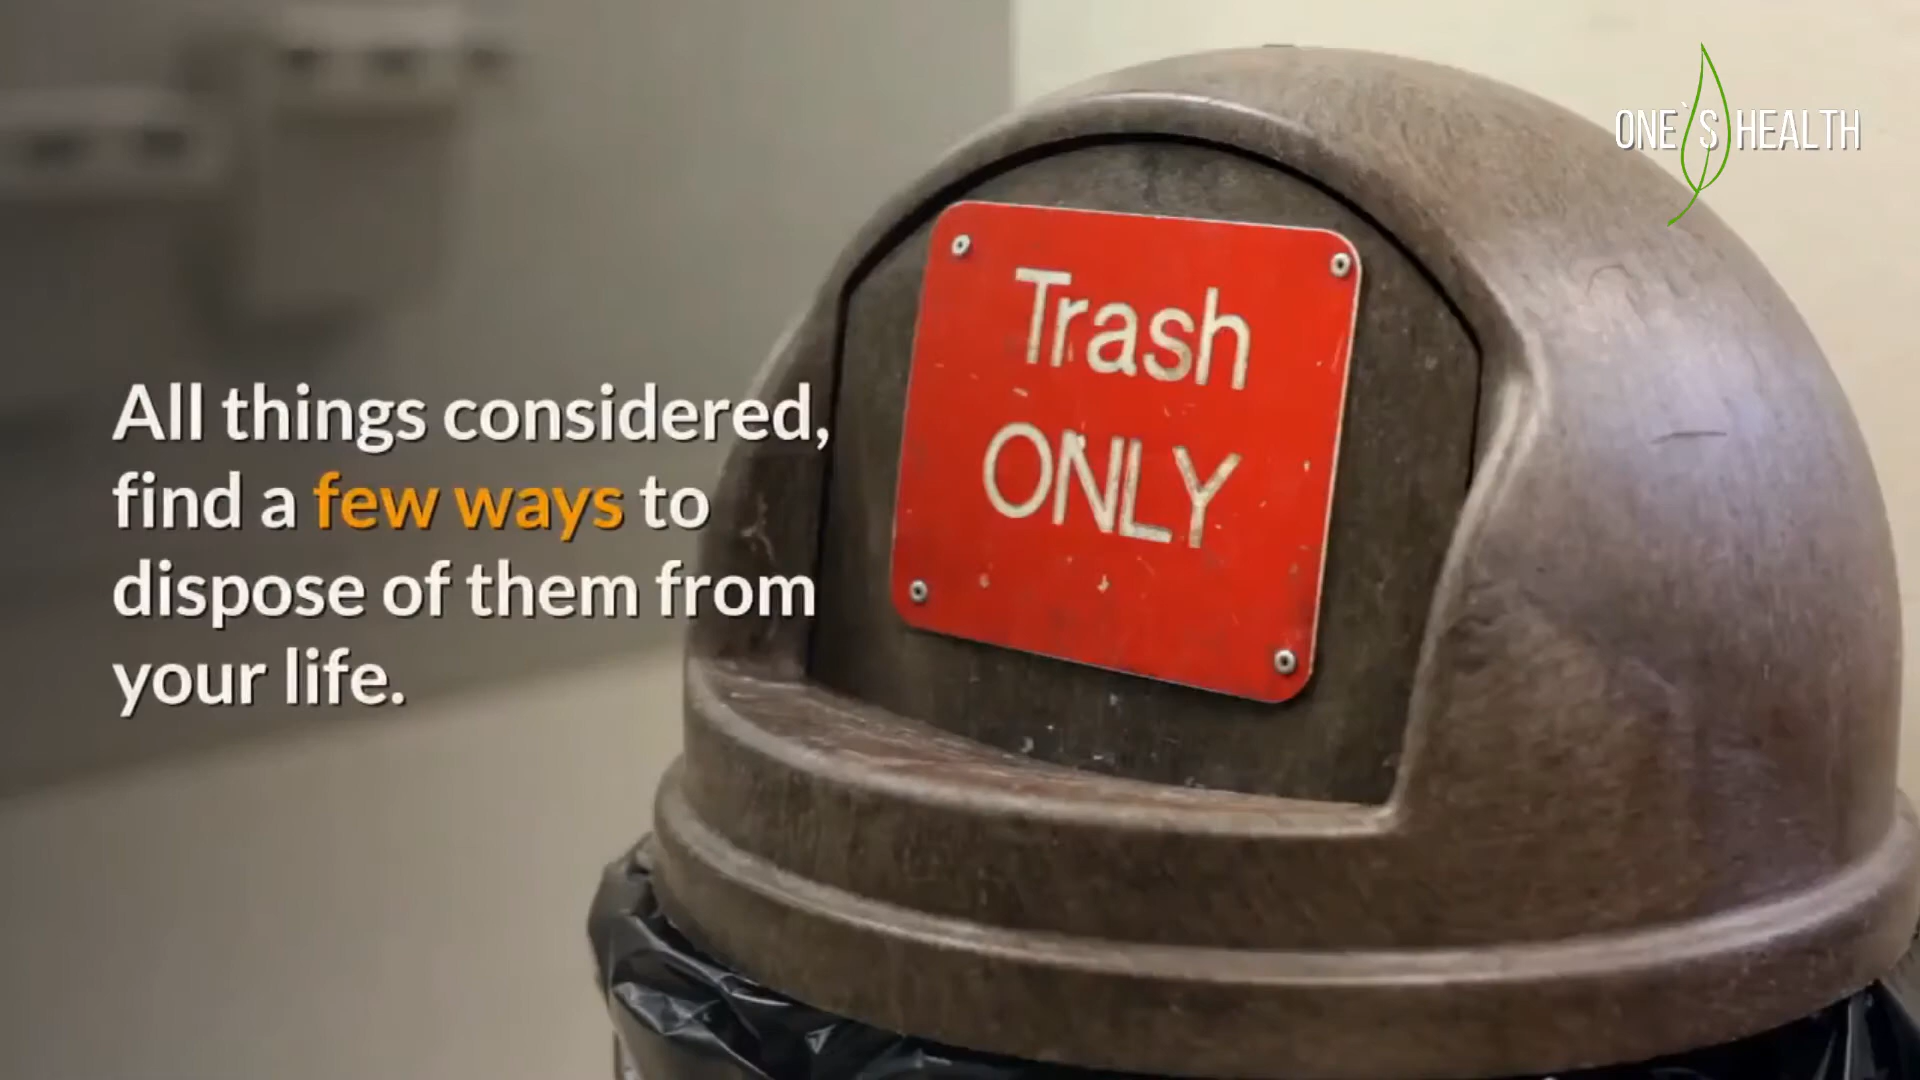 ONE`S HEALTH
Trash
ONLY
All things considered,
find a few ways to
dispose of them from
your life.